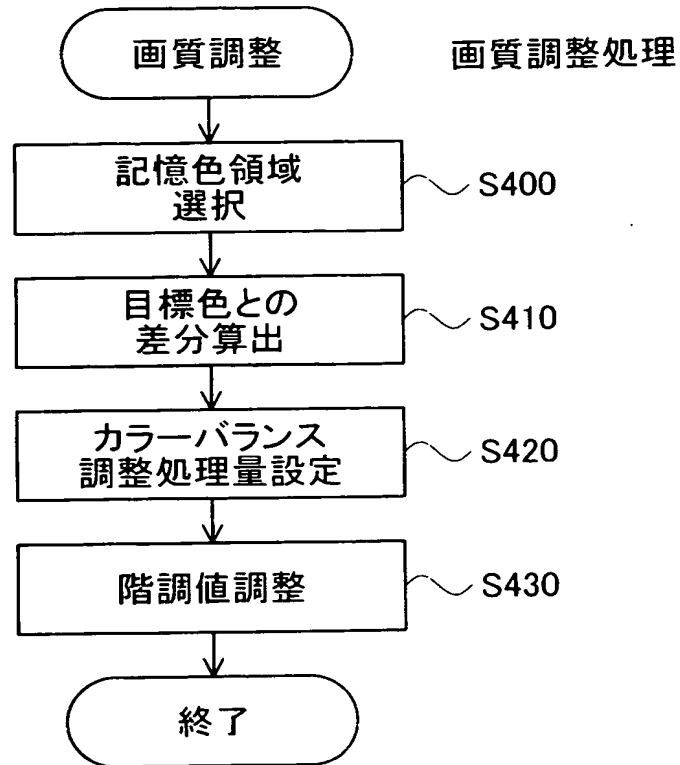 画質調整
画質調整処理
記憶色領域
選択
S400
目標色との
差分算出
S410
カラーバランス
調整処理量設定
S420
階調値調整
S430
終了